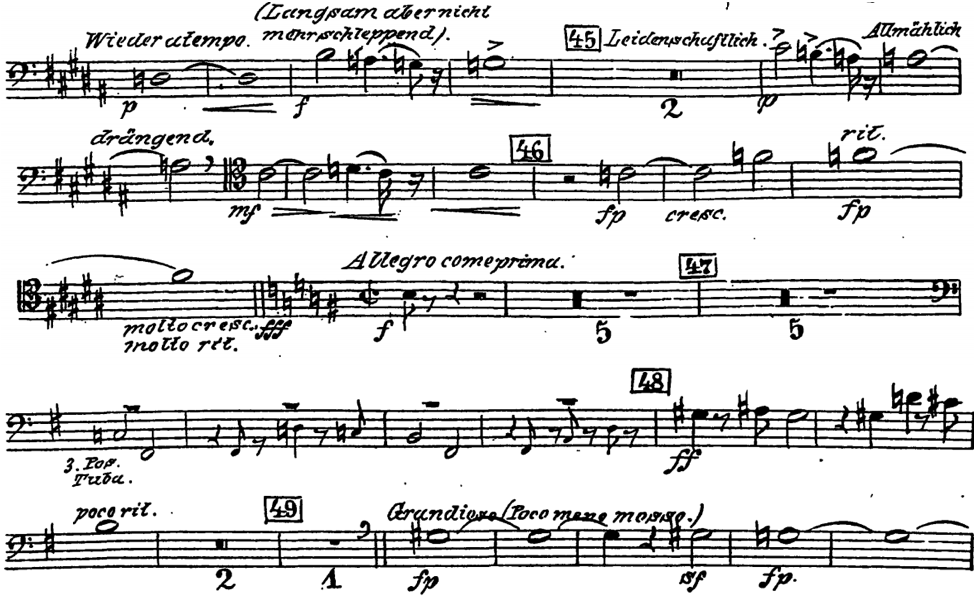 (Langsam aber nicht
Wieder a tempo. mehr schleppend). 45 Leidenschaftlich. Allmählich
p f 2 p
drängend. 46 rit.
mf fp cresc. fp
Allegro come prima. 47
molto cresc. fff f 5 5
molto rit.
48
3. Pos. ff
Tuba.
poco rit. 49 Grandioso (Poco meno mosso.)
2 1 fp sf fp.